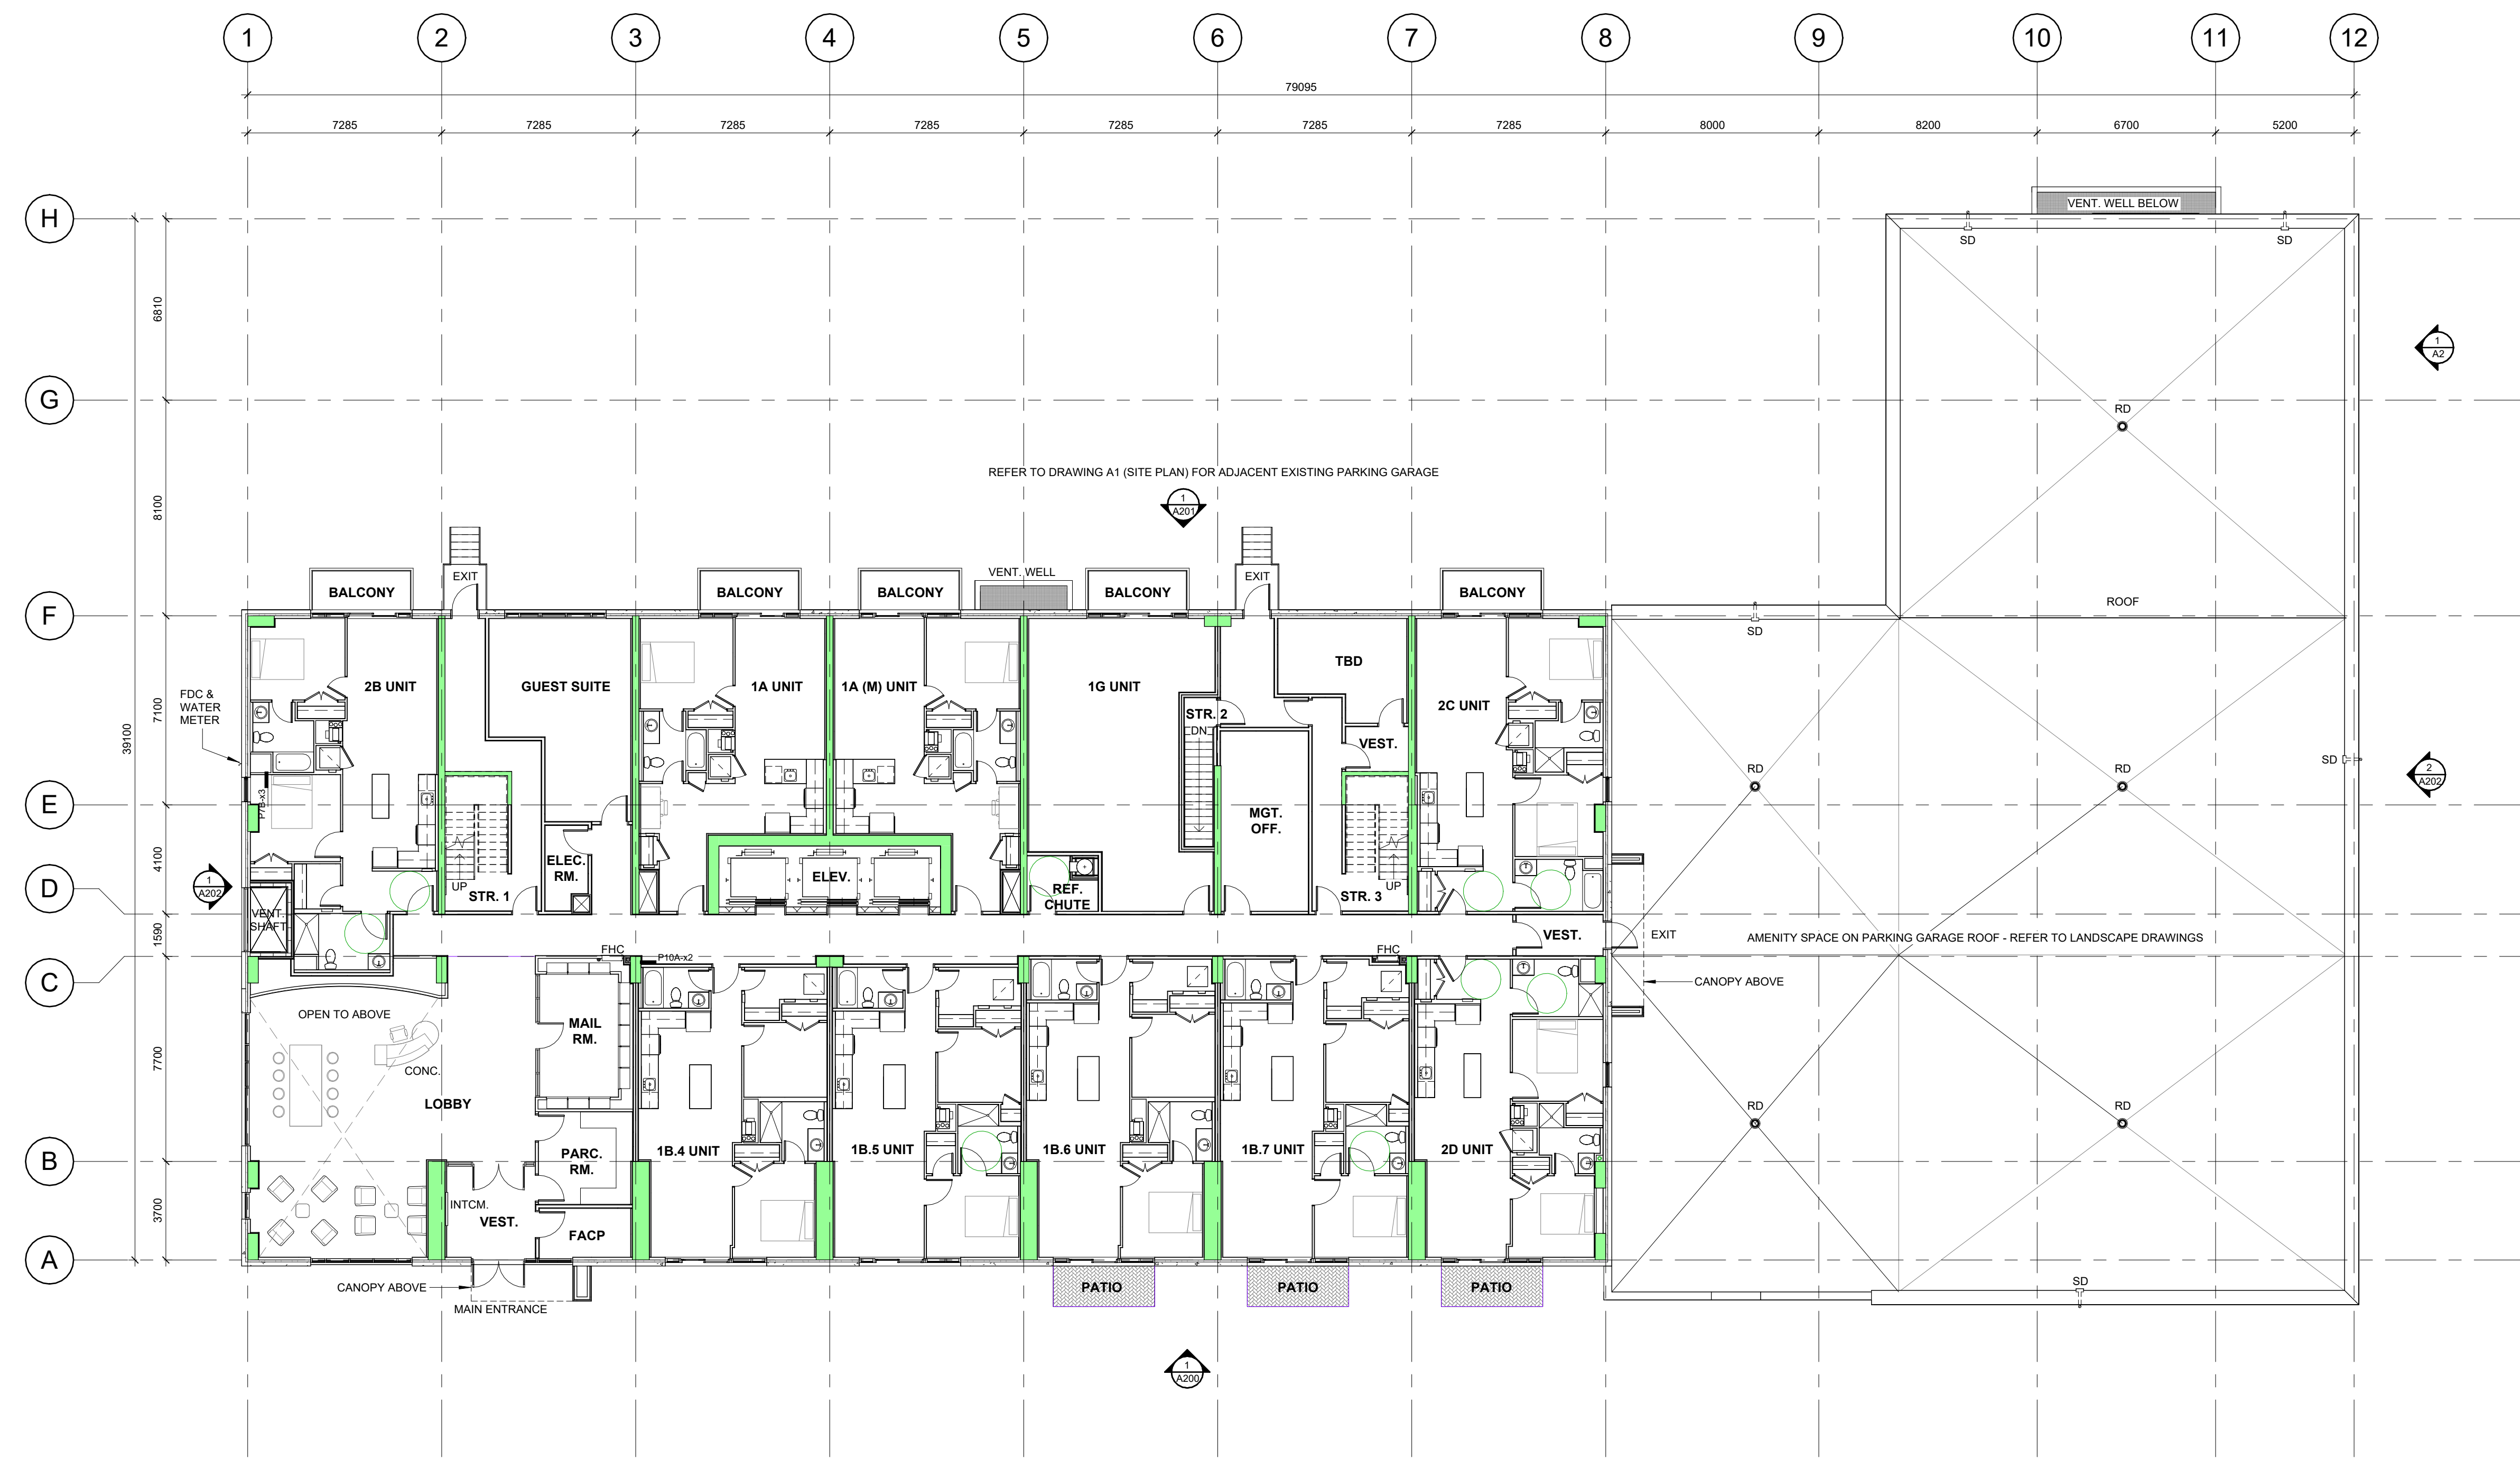 1 2 3 4 5 6 7 8 9 10 11 12
79095
7285 7285 7285 7285 7285 7285 7285 8000 8200 6700 5200
H
VENT. WELL BELOW
SD SD
6810
39100
1
A2
G
RD
REFER TO DRAWING A1 (SITE PLAN) FOR ADJACENT EXISTING PARKING GARAGE
1
A201
8100
VENT. WELL
EXIT EXIT
BALCONY BALCONY BALCONY BALCONY BALCONY
ROOF
F
SD
TBD
2B UNIT GUEST SUITE 1A UNIT 1A (M) UNIT 1G UNIT
FDC &
WATER
METER
7100
2C UNIT
STR. 2
DN
VEST.
SD
RD RD
2
A202
P7B-x3
E
MGT.
OFF.
4100
ELEC.
RM.
ELEV.
UP UP
1
A202
D
REF.
CHUTE
STR. 1 STR. 3
VENT.
SHAFT
1590
VEST.
EXIT
AMENITY SPACE ON PARKING GARAGE ROOF - REFER TO LANDSCAPE DRAWINGS
FHC FHC
P10A-x2
C
CANOPY ABOVE
OPEN TO ABOVE
MAIL
RM.
7700
CONC.
LOBBY
RD RD
PARC.
RM.
1B.4 UNIT 1B.5 UNIT 1B.6 UNIT 1B.7 UNIT 2D UNIT
B
INTCM.
3700
VEST.
FACP
A
SD
CANOPY ABOVE
PATIO PATIO PATIO
MAIN ENTRANCE
1
A200